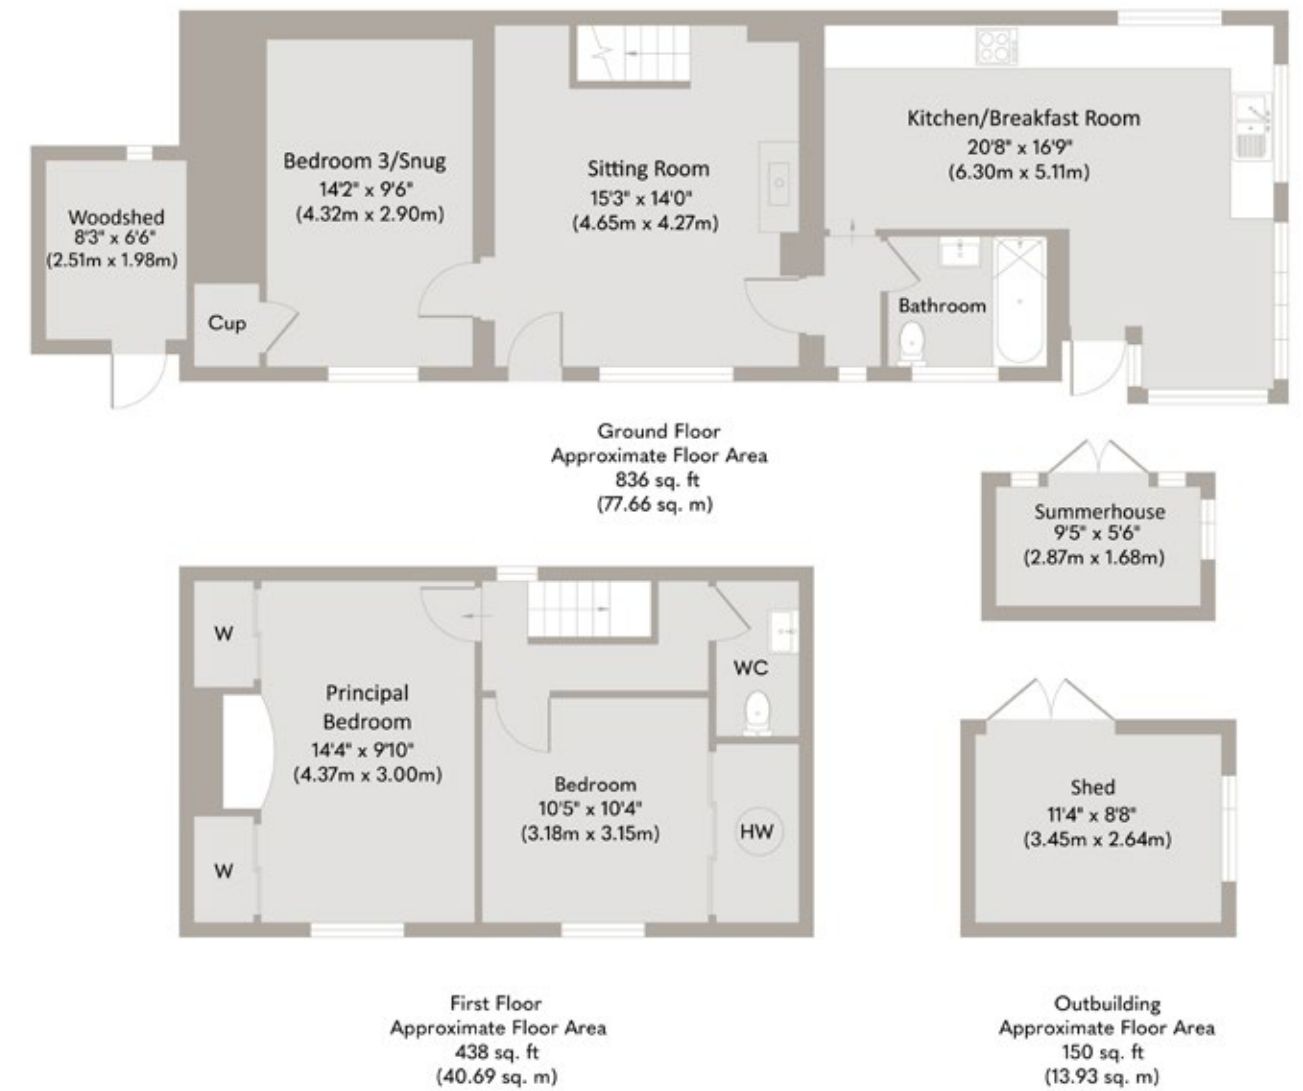 Woodshed
8'3" x 6'6"
(2.51m x 1.98m)
Cup
Bedroom 3/Snug
14'2" x 9'6"
(4.32m x 2.90m)
Sitting Room
15'3" x 14'0"
(4.65m x 4.27m)
Kitchen/Breakfast Room
20'8" x 16'9"
(6.30m x 5.11m)
Bathroom
Ground Floor
Approximate Floor Area
836 sq. ft
(77.66 sq. m)
Summerhouse
9'5" x 5'6"
(2.87m x 1.68m)
W
Principal
Bedroom
14'4" x 9'10"
(4.37m x 3.00m)
W
Bedroom
10'5" x 10'4"
(3.18m x 3.15m)
WC
HW
Shed
11'4" x 8'8"
(3.45m x 2.64m)
First Floor
Approximate Floor Area
438 sq. ft
(40.69 sq. m)
Outbuilding
Approximate Floor Area
150 sq. ft
(13.93 sq. m)